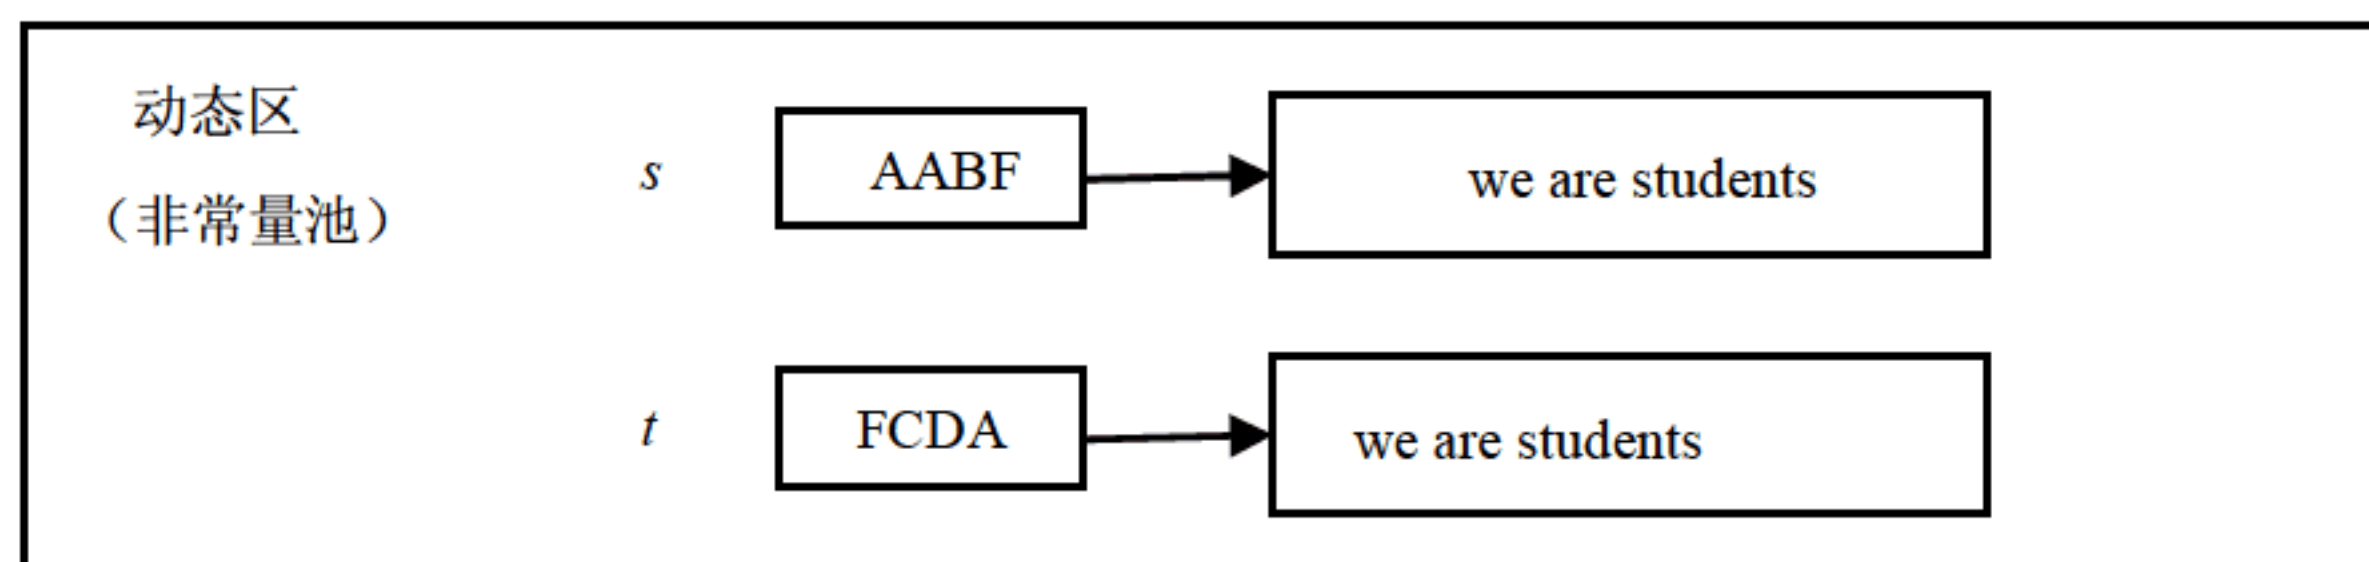 动态区
（非常量池）
s AABF we are students
t FCDA we are students